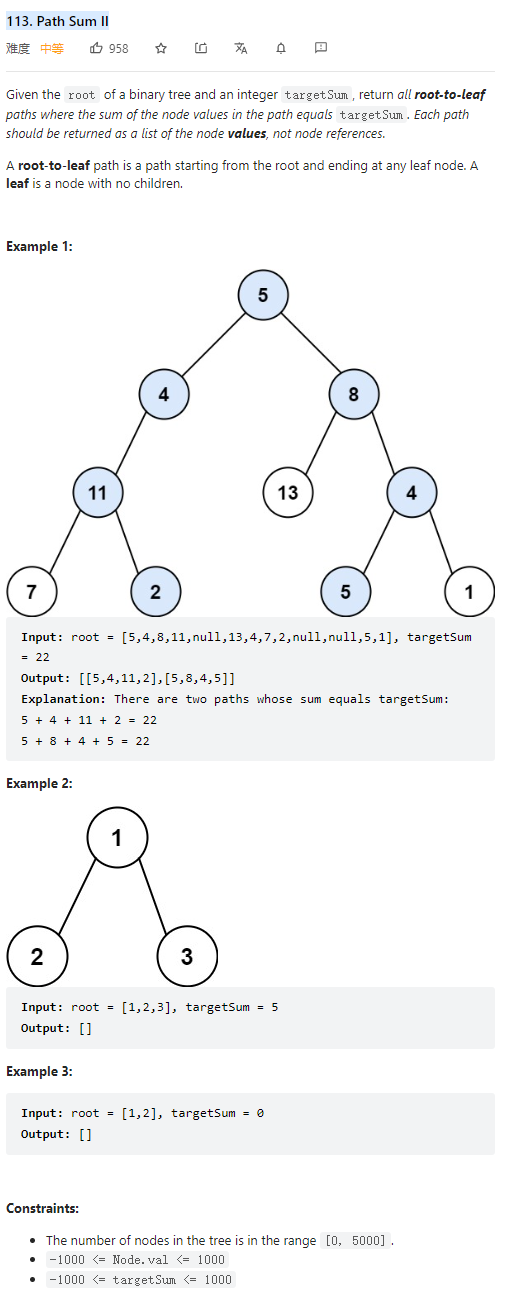 113. Path Sum II
难度 中等 958
Given the root of a binary tree and an integer targetSum, return all root-to-leaf
paths where the sum of the node values in the path equals targetSum. Each path
should be returned as a list of the node values, not node references.
A root-to-leaf path is a path starting from the root and ending at any leaf node. A
leaf is a node with no children.
Example 1:
5
4 8
11 13 4
7 2 5 1
Input: root = [5,4,8,11,null,13,4,7,2,null,null,5,1], targetSum
= 22
Output: [[5,4,11,2],[5,8,4,5]]
Explanation: There are two paths whose sum equals targetSum:
5 + 4 + 11 + 2 = 22
5 + 8 + 4 + 5 = 22
Example 2:
1
2 3
Input: root = [1,2,3], targetSum = 5
Output: []
Example 3:
Input: root = [1,2], targetSum = 0
Output: []
Constraints:
• The number of nodes in the tree is in the range [0, 5000].
• -1000 <= Node.val <= 1000
• -1000 <= targetSum <= 1000